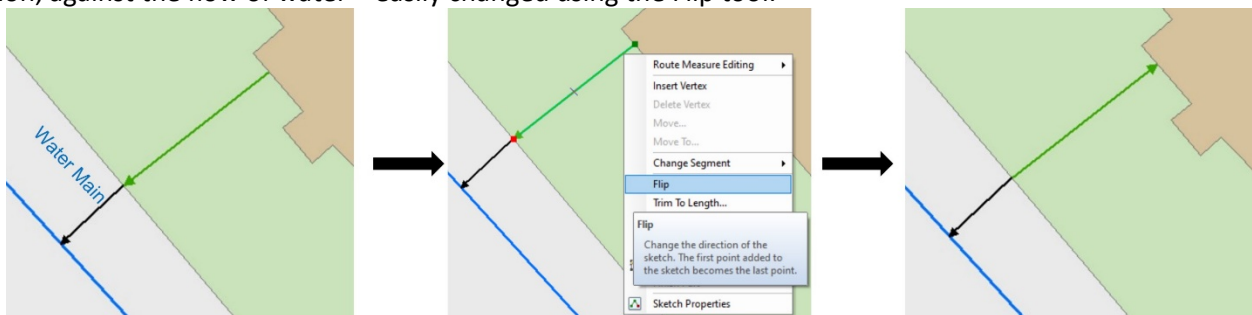 against the flow of water easily changed using the Flip tool.
Water Main
Route Measure Editing
Insert Vertex
Delete Vertex
Move...
Move To...
Change Segment
Flip
Trim To Length...
Flip
Change the direction of the
sketch. The first point added to
the sketch becomes the last point.
Sketch Properties